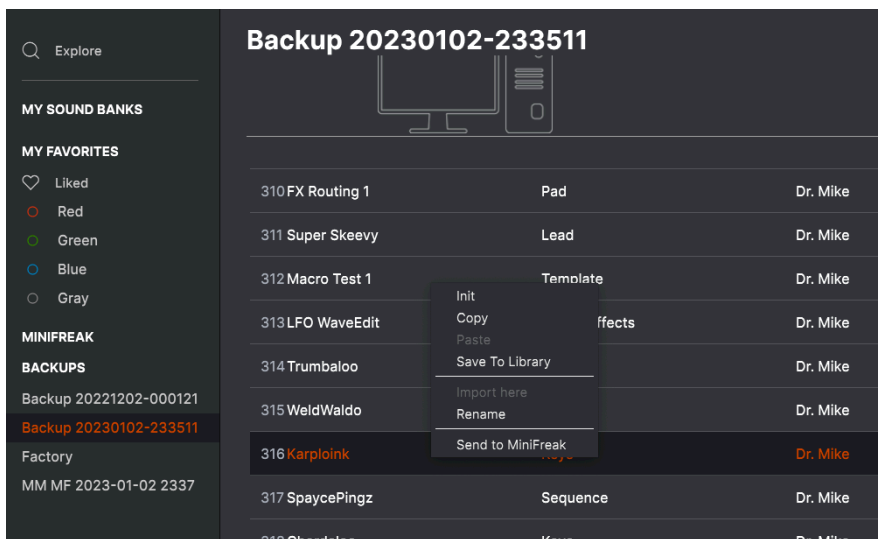 Explore
MY SOUND BANKS
MY FAVORITES
Liked
Red
Green
Blue
Gray
MINIFREAK
BACKUPS
Backup 20221202-000121
Backup 20230102-233511
Factory
MM MF 2023-01-02 2337
Backup 20230102-233511
310 FX Routing 1 Pad Dr. Mike
311 Super Skeevy Lead Dr. Mike
312 Macro Test 1 Template Dr. Mike
313 LFO WaveEdit ffects Dr. Mike
314 Trumbaloo Dr. Mike
315 WeldWaldo Dr. Mike
316 Karploink Keys Dr. Mike
317 SpaycePingz Sequence Dr. Mike
Init
Copy
Paste
Save To Library
Import here
Rename
Send to MiniFreak